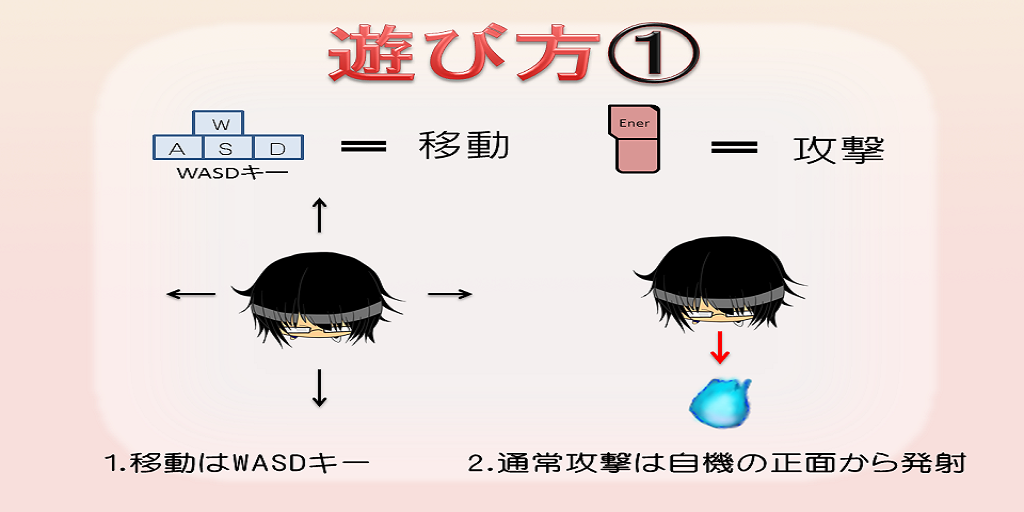 遊び方①
W
A S D
WASDキー
= 移動
Ener
= 攻撃
1.移動はWASDキー
2.通常攻撃は自機の正面から発射